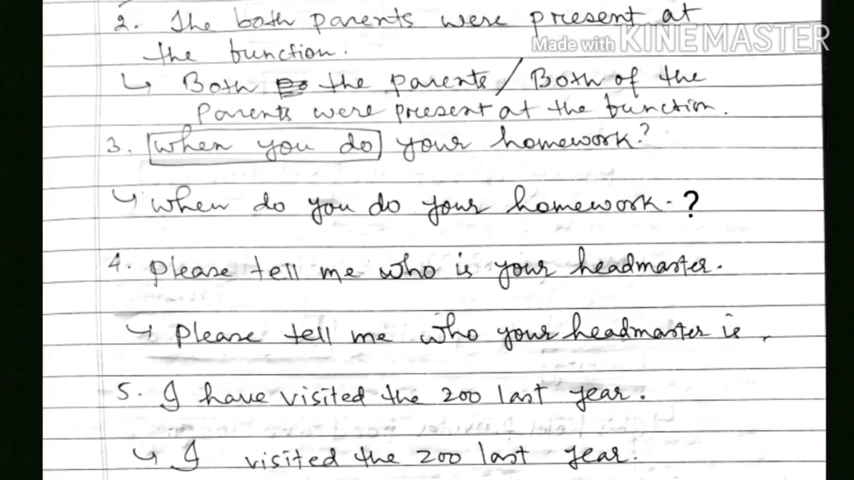 2. The both parents were present at
the function.
Made with KINEMASTER
↳ Both the parents / Both of the
Parents were present at the function.
3. when you do your homework?
↳ when do you do your homework. ?
4. please tell me who is your headmaster.
↳ please tell me who your headmaster is.
5. I have visited the zoo last year.
↳ I visited the zoo last year.